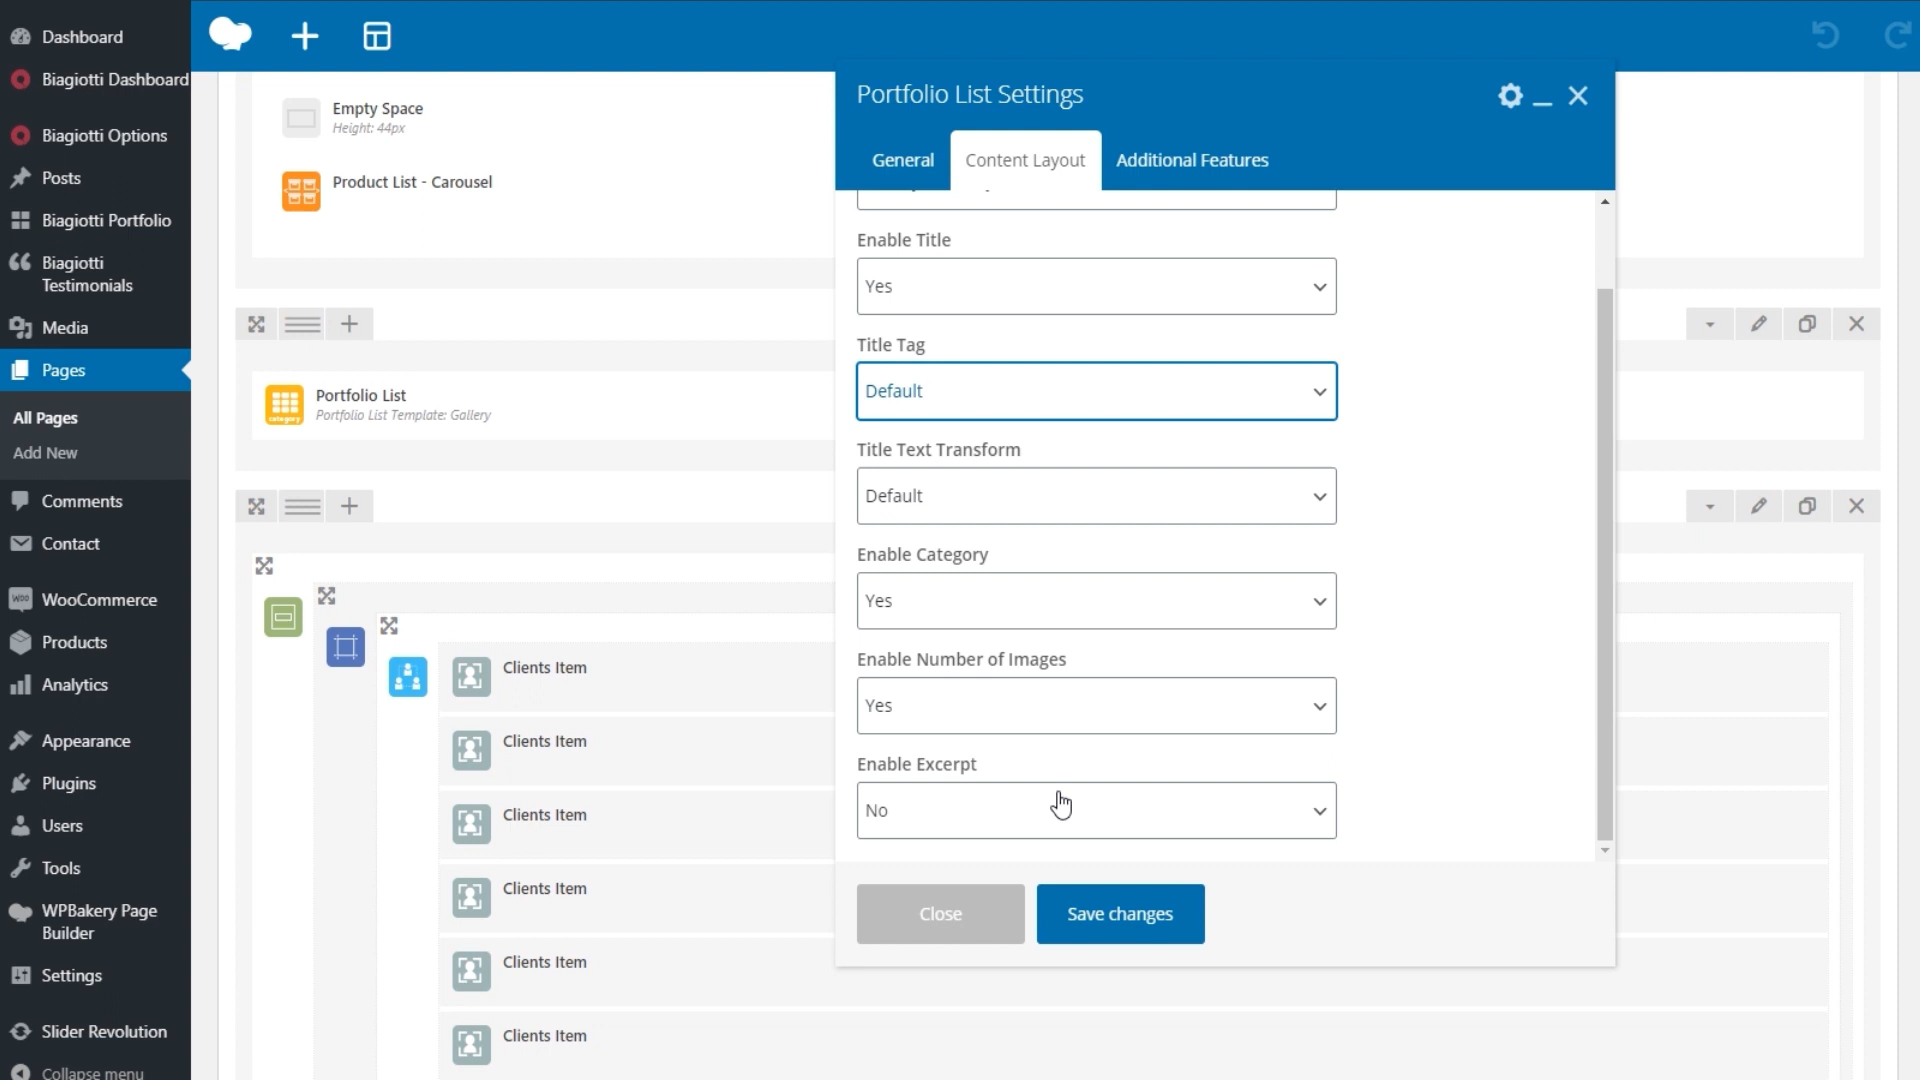 Dashboard
Biagiotti Dashboard
Biagiotti Options
Posts
Biagiotti Portfolio
Biagiotti
Testimonials
Media
Pages
All Pages
Add New
Comments
Contact
WOO
WooCommerce
Products
Analytics
Appearance
Plugins
Users
Tools
WPBakery Page
Builder
Settings
Slider Revolution
Collapse menu
Empty Space
Height: 44px
Product List - Carousel
category
Portfolio List
Portfolio List Template: Gallery
Clients Item
Clients Item
Clients Item
Clients Item
Clients Item
Clients Item
Portfolio List Settings
General
Content Layout
Additional Features
Enable Title
Yes
Title Tag
Default
Title Text Transform
Default
Enable Category
Yes
Enable Number of Images
Yes
Enable Excerpt
No
Close
Save changes